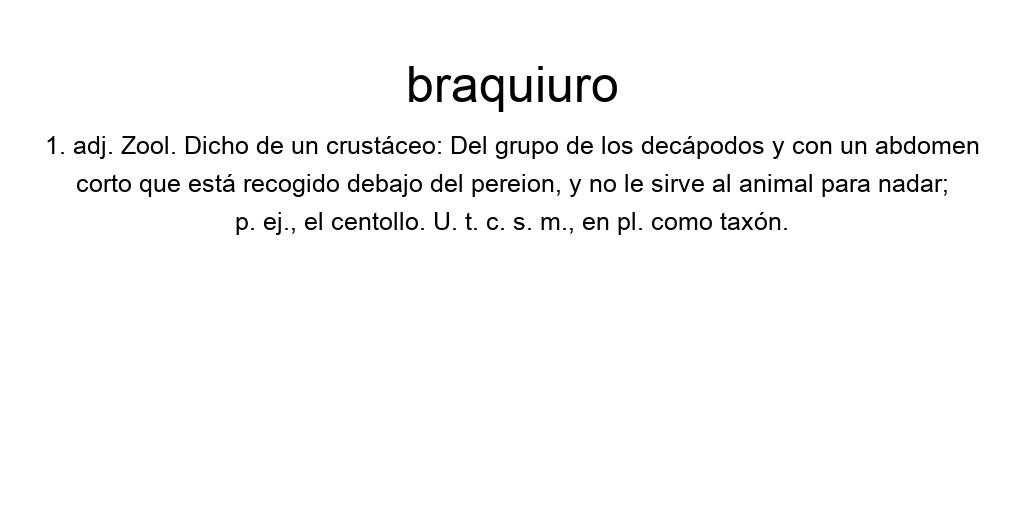 braquiuro
1. adj. Zool. Dicho de un crustáceo: Del grupo de los decápodos y con un abdomen
corto que está recogido debajo del pereion, y no le sirve al animal para nadar;
p. ej., el centollo. U. t. c. s. m., en pl. como taxón.